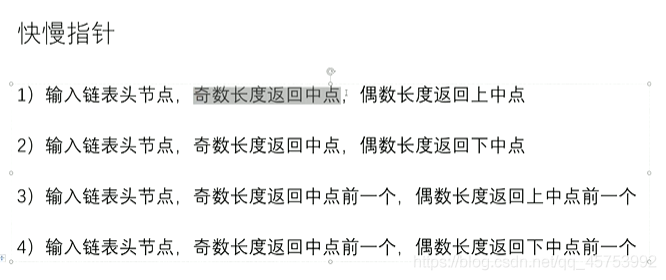 快慢指针
1）输入链表头节点，奇数长度返回中点，偶数长度返回上中点
2）输入链表头节点，奇数长度返回中点，偶数长度返回下中点
3）输入链表头节点，奇数长度返回中点前一个，偶数长度返回上中点前一个
4）输入链表头节点，奇数长度返回中点前一个，偶数长度返回下中点前一个
https://blog.csdn.net/qq_45753992